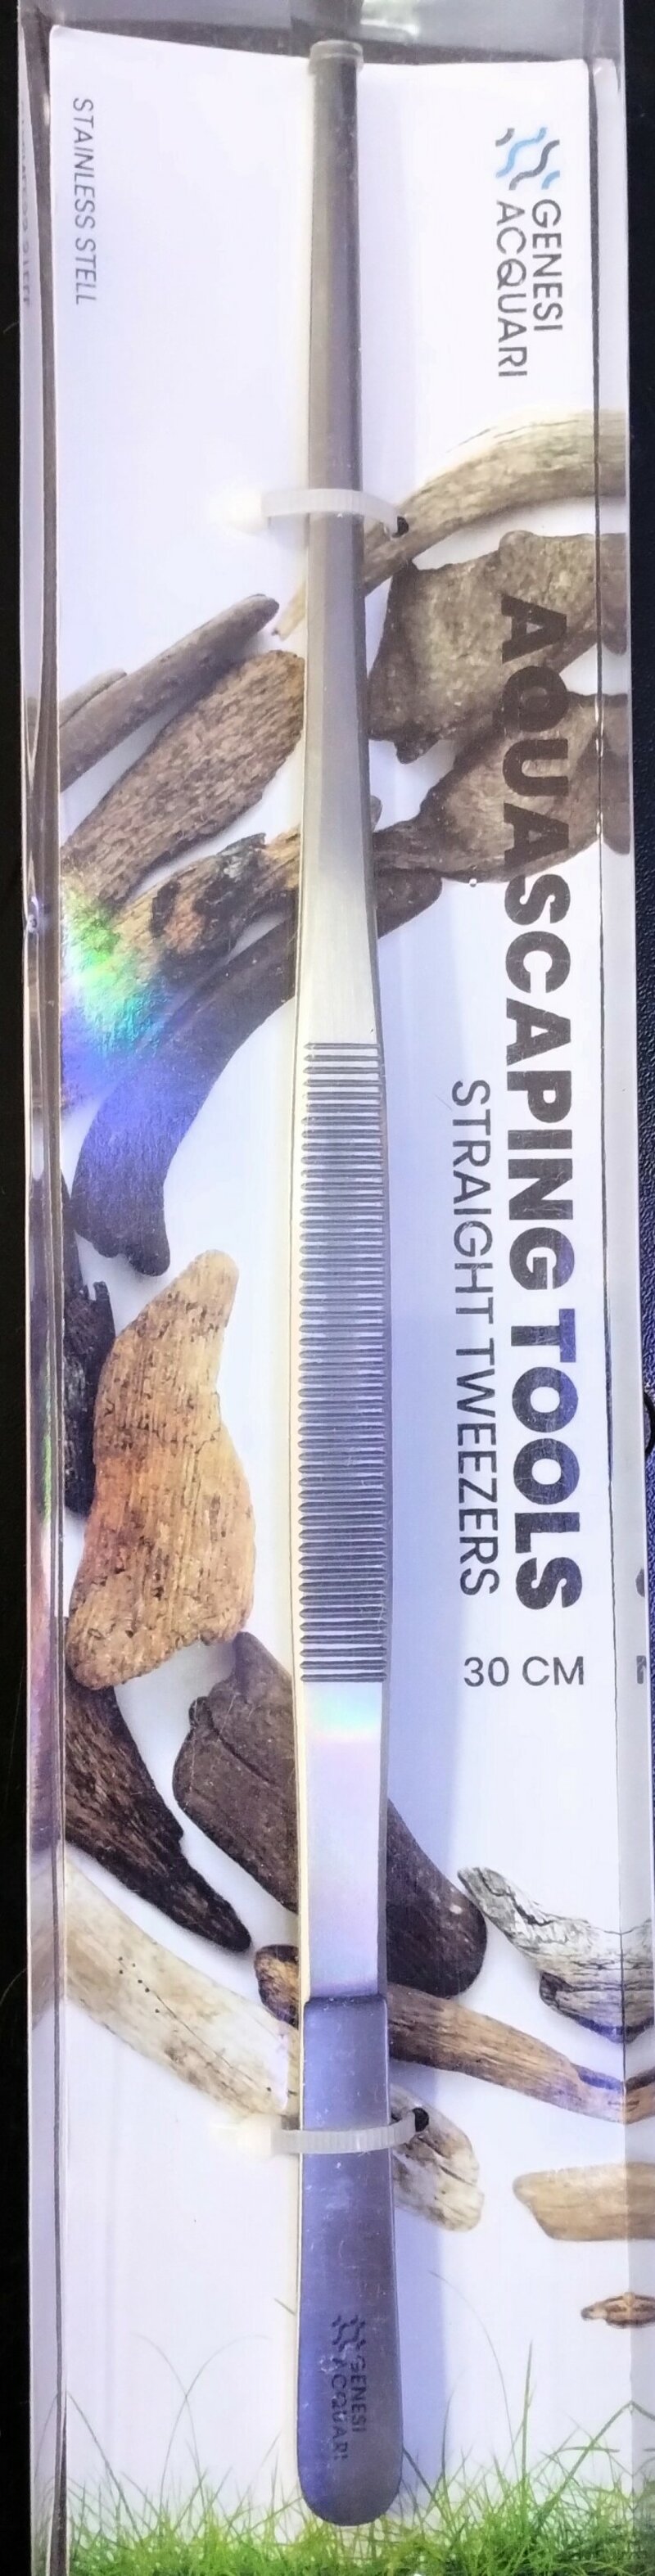 GENESI
ACQUARI
AQUASCAPING TOOLS
STRAIGHT TWEEZERS
30 CM
STAINLESS STELL
GENESI
ACQUARI